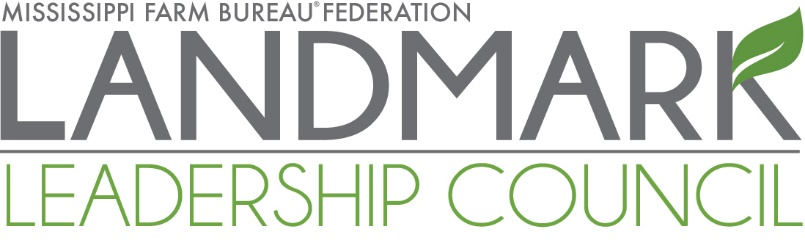 MISSISSIPPI FARM BUREAU® FEDERATION
LANDMARK
LEADERSHIP COUNCIL